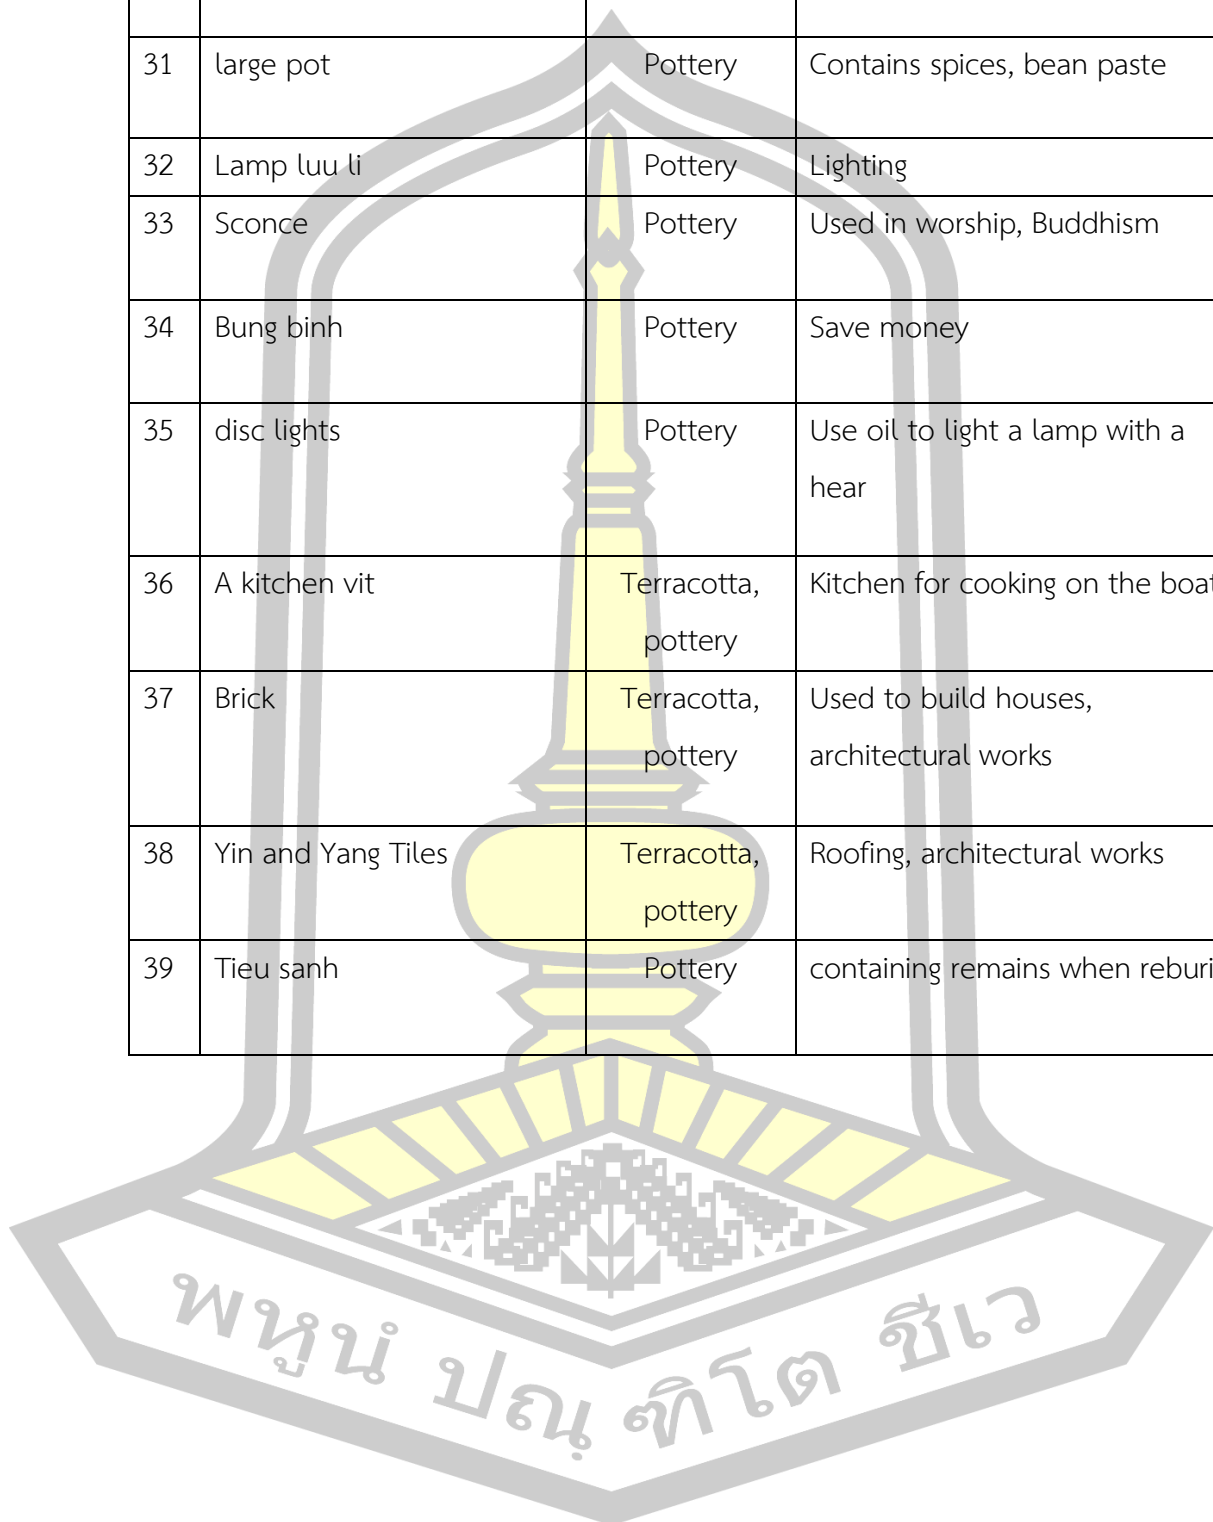 31 large pot Pottery Contains spices, bean paste
32 Lamp luu li Pottery Lighting
33 Sconce Pottery Used in worship, Buddhism
34 Bung binh Pottery Save money
35 disc lights Pottery Use oil to light a lamp with a
hear
36 A kitchen vit Terracotta, Kitchen for cooking on the boat
pottery
37 Brick Terracotta, Used to build houses,
pottery architectural works
38 Yin and Yang Tiles Terracotta, Roofing, architectural works
pottery
39 Tieu sanh Pottery containing remains when reburi
พหูนํ ปณฺฑิโต ชีเว